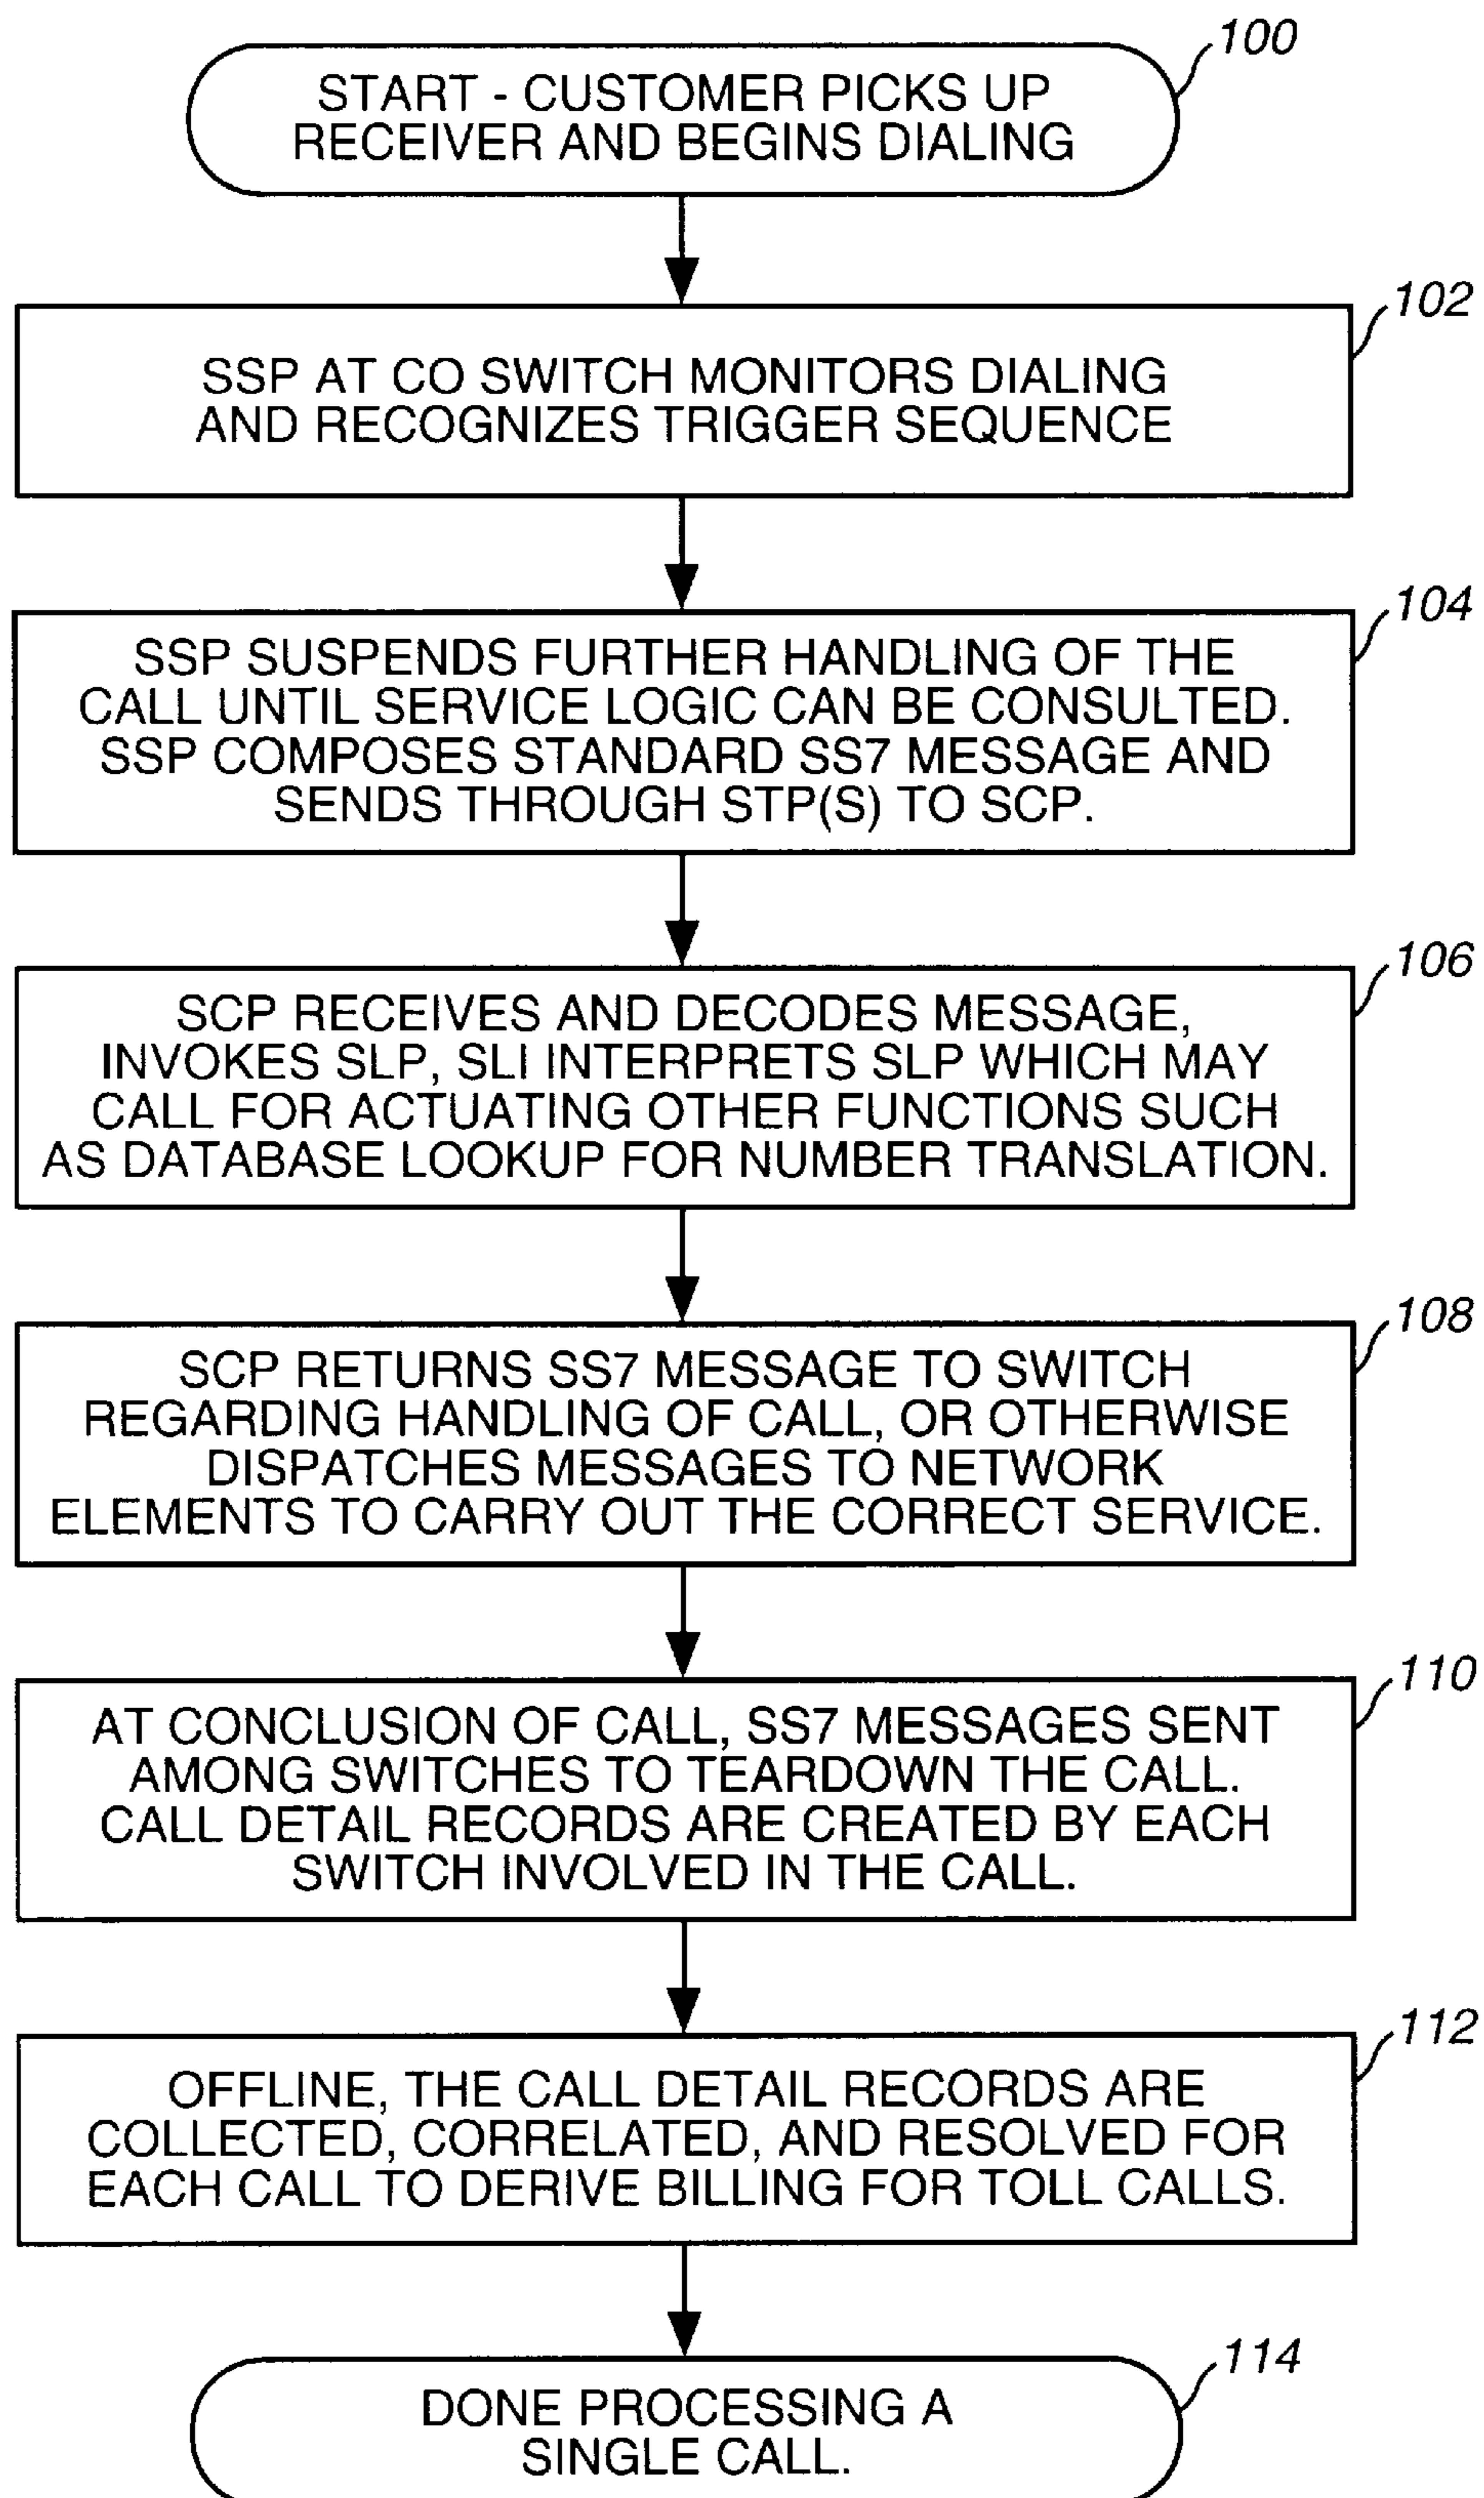 100
START - CUSTOMER PICKS UP
RECEIVER AND BEGINS DIALING
102
SSP AT CO SWITCH MONITORS DIALING
AND RECOGNIZES TRIGGER SEQUENCE
104
SSP SUSPENDS FURTHER HANDLING OF THE
CALL UNTIL SERVICE LOGIC CAN BE CONSULTED.
SSP COMPOSES STANDARD SS7 MESSAGE AND
SENDS THROUGH STP(S) TO SCP.
106
SCP RECEIVES AND DECODES MESSAGE,
INVOKES SLP, SLI INTERPRETS SLP WHICH MAY
CALL FOR ACTUATING OTHER FUNCTIONS SUCH
AS DATABASE LOOKUP FOR NUMBER TRANSLATION.
108
SCP RETURNS SS7 MESSAGE TO SWITCH
REGARDING HANDLING OF CALL, OR OTHERWISE
DISPATCHES MESSAGES TO NETWORK
ELEMENTS TO CARRY OUT THE CORRECT SERVICE.
110
AT CONCLUSION OF CALL, SS7 MESSAGES SENT
AMONG SWITCHES TO TEARDOWN THE CALL.
CALL DETAIL RECORDS ARE CREATED BY EACH
SWITCH INVOLVED IN THE CALL.
112
OFFLINE, THE CALL DETAIL RECORDS ARE
COLLECTED, CORRELATED, AND RESOLVED FOR
EACH CALL TO DERIVE BILLING FOR TOLL CALLS.
114
DONE PROCESSING A
SINGLE CALL.